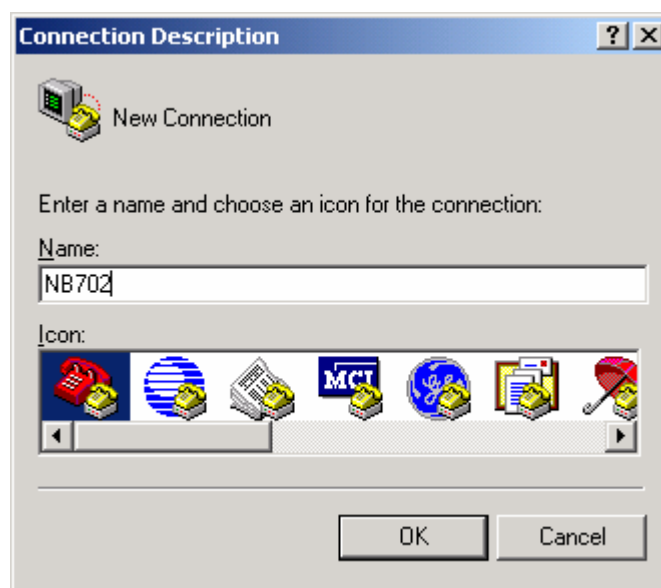 Connection Description
New Connection
Enter a name and choose an icon for the connection:
Name:
NB702
Icon:
MCI
OK
Cancel